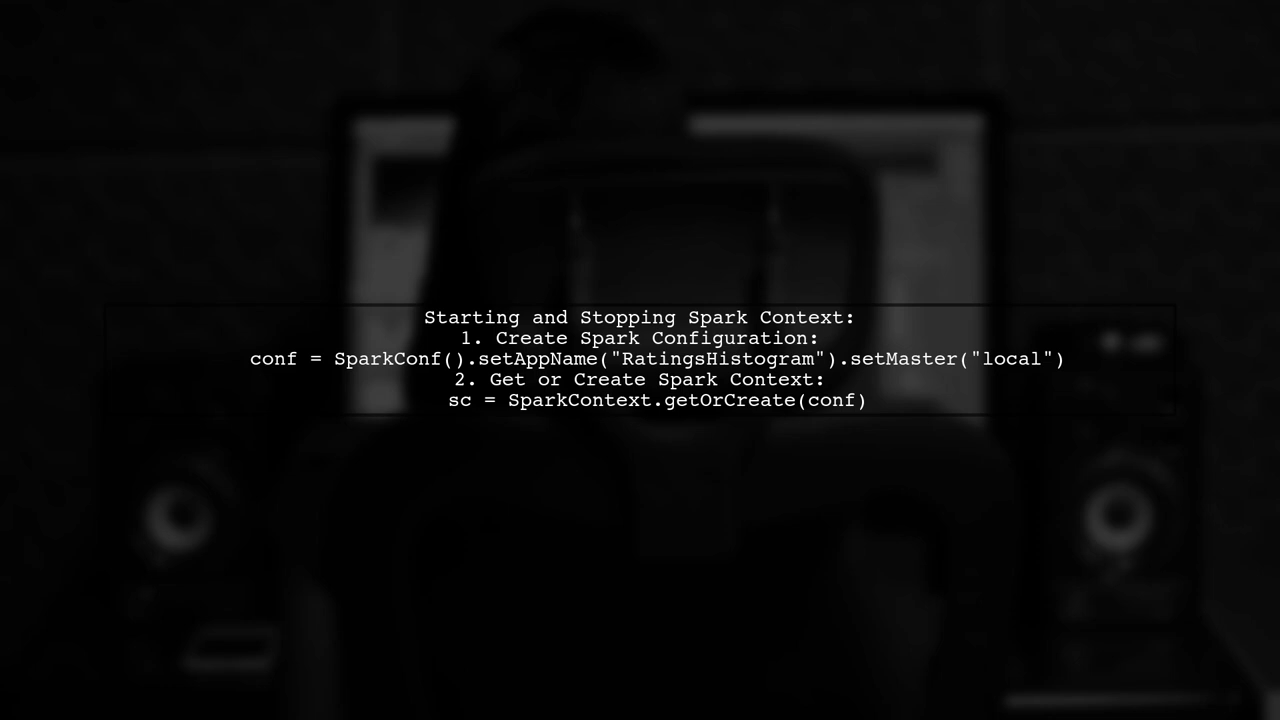 Starting and Stopping Spark Context:
1. Create Spark Configuration:
conf = SparkConf().setAppName("RatingsHistogram").setMaster("local")
2. Get or Create Spark Context:
sc = SparkContext.getOrCreate(conf)